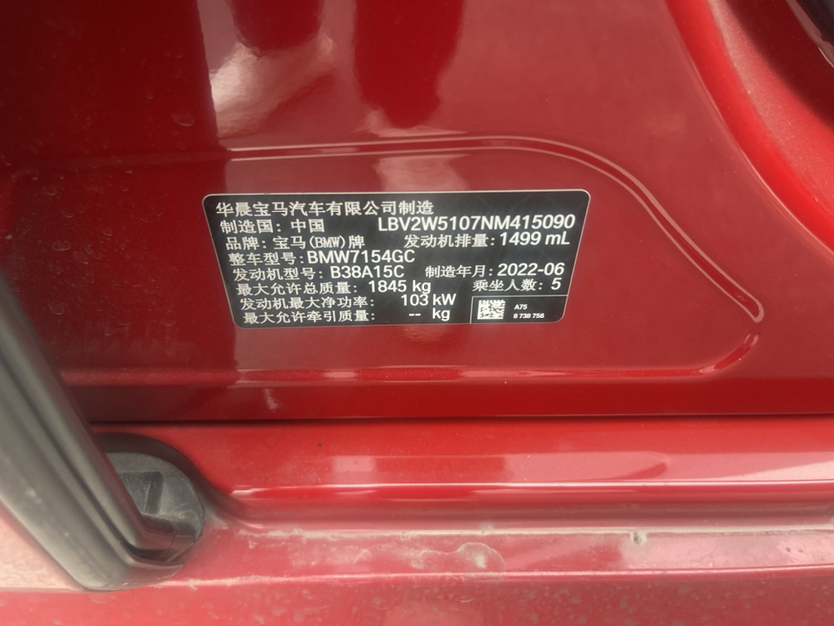 华晨宝马汽车有限公司制造
制造国: 中国 LBV2W5107NM415090
品牌: 宝马(BMW)牌 发动机排量: 1499 mL
整车型号: BMW7154GC
发动机型号: B38A15C 制造年月: 2022-06
最大允许总质量: 1845 kg 乘坐人数: 5
发动机最大净功率: 103 kW
最大允许牵引质量: -- kg
A75
8 738 756